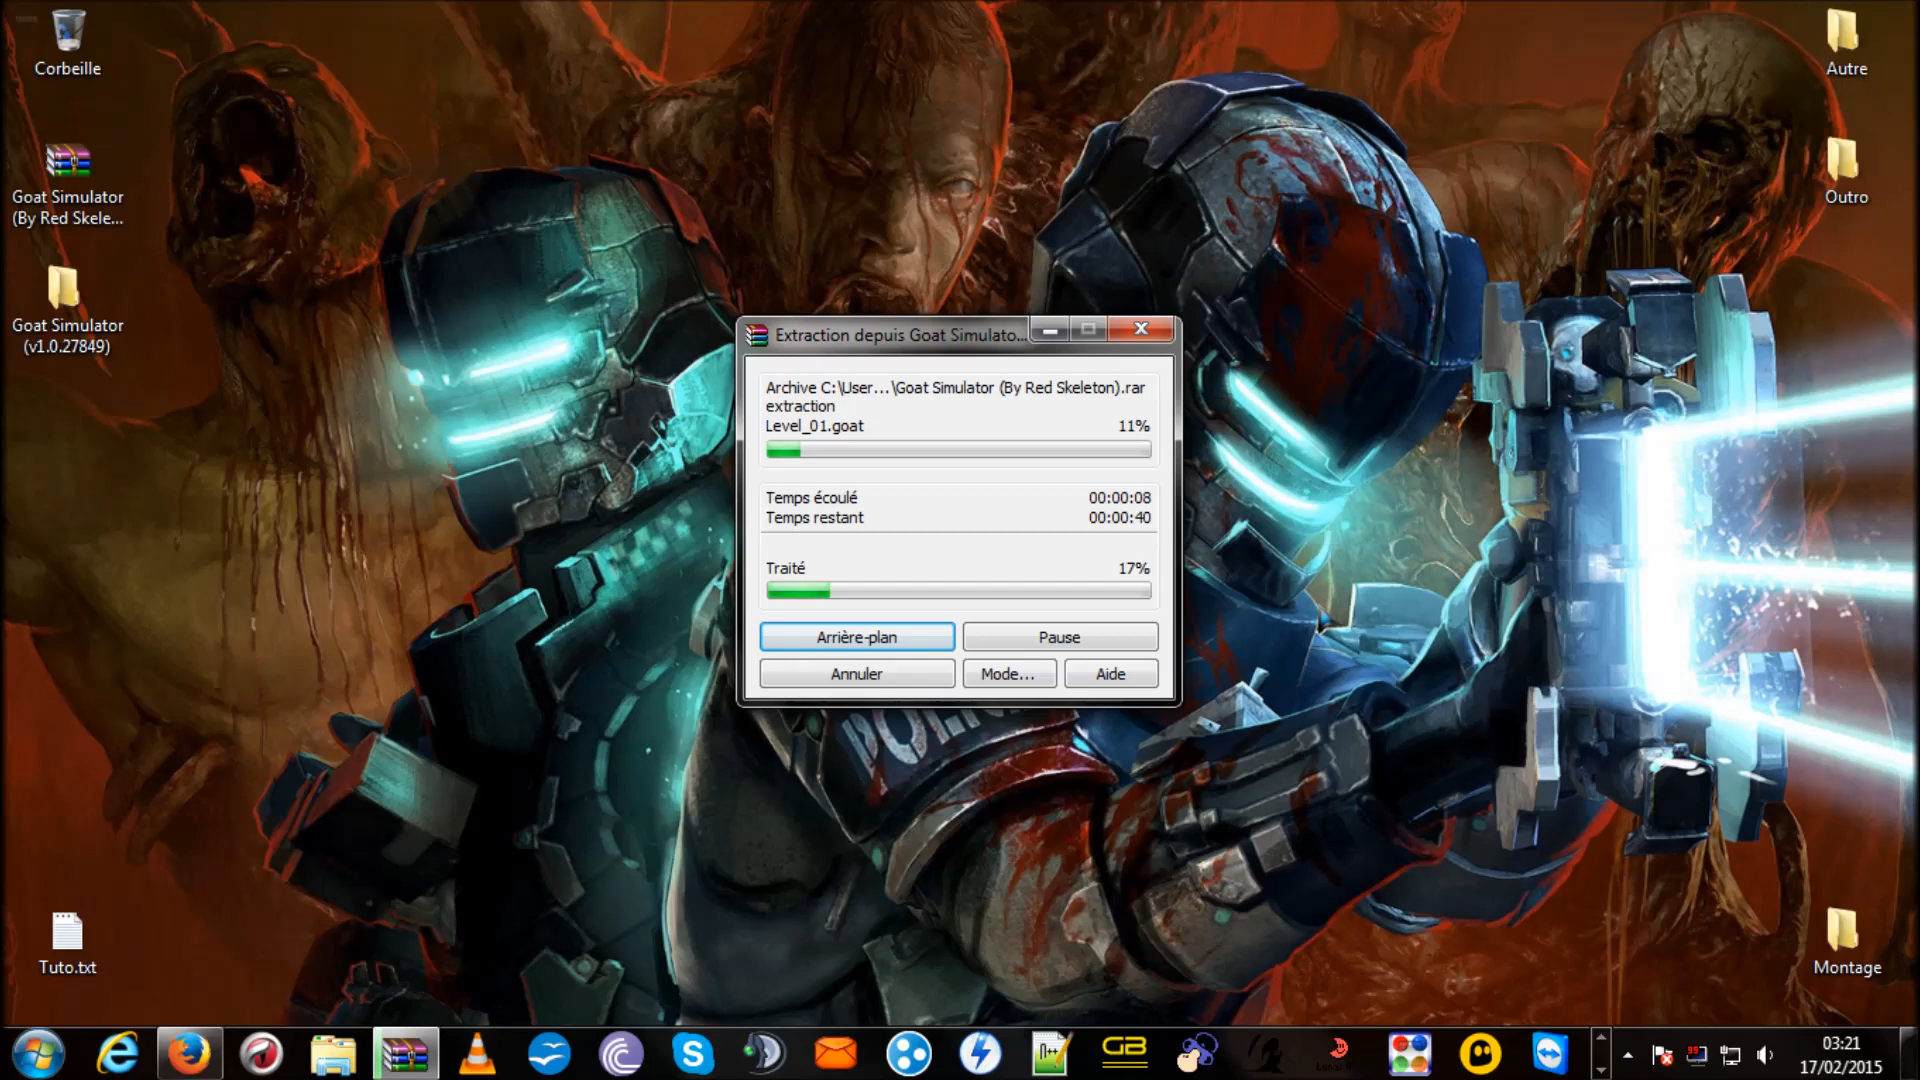 Corbeille
Goat Simulator
(By Red Skele...
Goat Simulator
(v1.0.27849)
Tuto.txt
Autre
Outro
Montage
Extraction depuis Goat Simulato...
Archive C:\User...\Goat Simulator (By Red Skeleton).rar
extraction
Level_01.goat 11%
Temps écoulé 00:00:08
Temps restant 00:00:40
Traité 17%
Arrière-plan
Pause
Annuler
Mode...
Aide
GB
03:21
17/02/2015